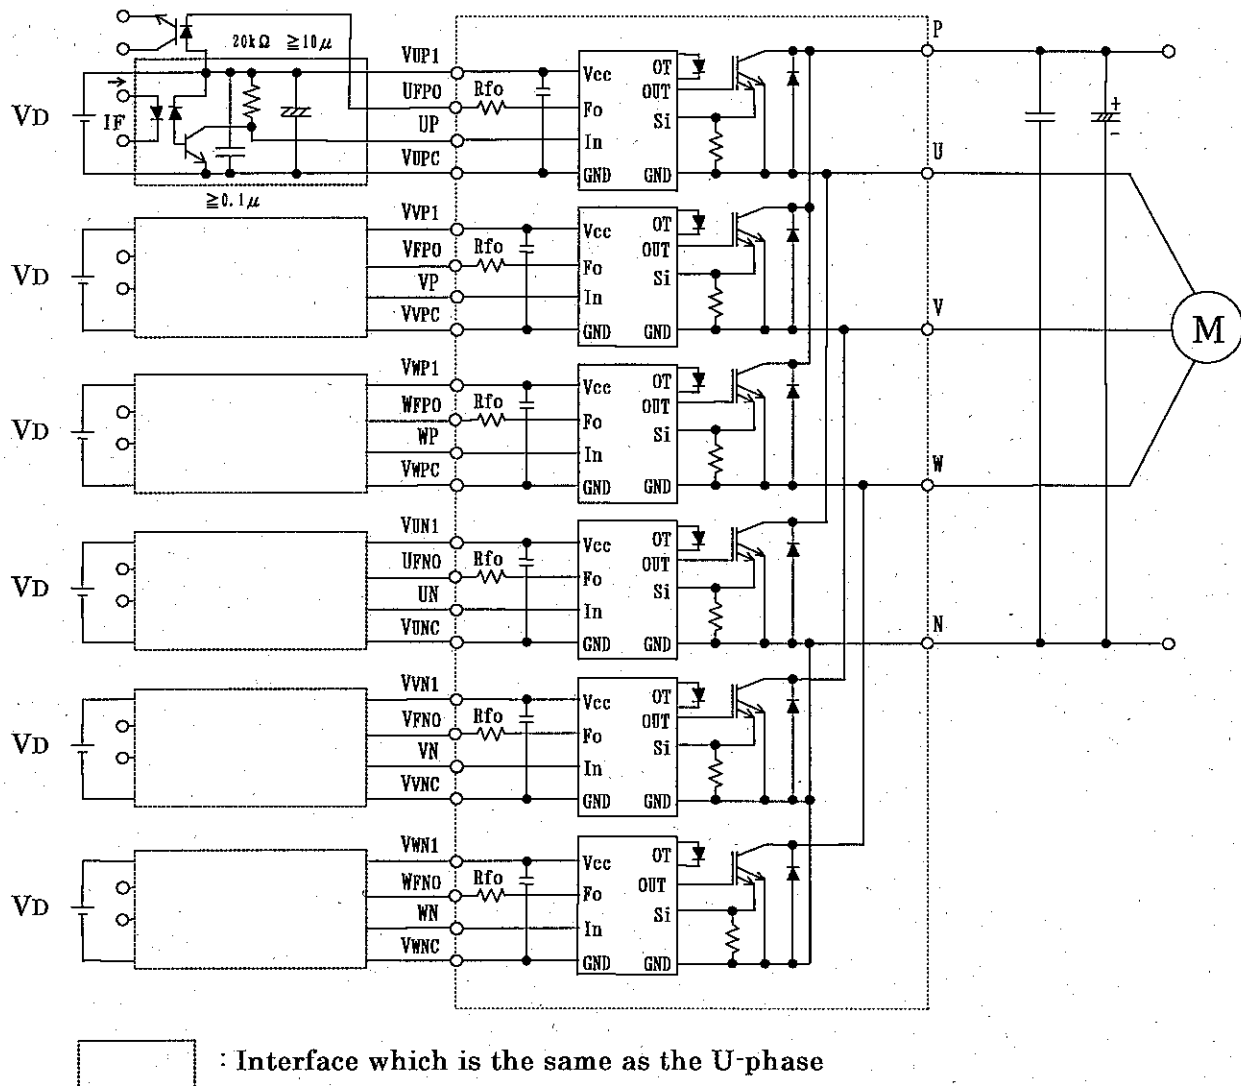 20kΩ ≧10μ
VUP1
UFPO
UP
VUPC
Rfo
Vcc
Fo
In
GND
OT
OUT
Si
GND
VD
IF
≧0.1μ
P
U
+
-
VVP1
VFPO
VP
VVPC
Rfo
Vcc
Fo
In
GND
OT
OUT
Si
GND
VD
V
M
VWP1
WFPO
WP
VWPC
Rfo
Vcc
Fo
In
GND
OT
OUT
Si
GND
VD
W
VUN1
UFNO
UN
VUNC
Rfo
Vcc
Fo
In
GND
OT
OUT
Si
GND
VD
N
VVN1
VFNO
VN
VVNC
Rfo
Vcc
Fo
In
GND
OT
OUT
Si
GND
VD
VWN1
WFNO
WN
VWNC
Rfo
Vcc
Fo
In
GND
OT
OUT
Si
GND
VD
: Interface which is the same as the U-phase